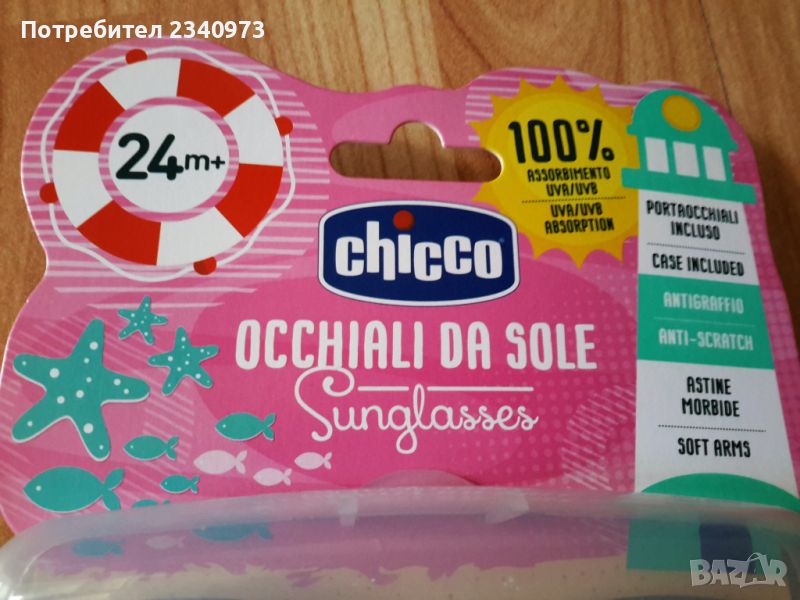 Потребител 2340973
24m+
100%
ASSORBIMENTO
UVA/UVB
UVA/UVB
ABSORPTION
chicco
OCCHIALI DA SOLE
Sunglasses
PORTAOCCHIALI
INCLUSO
CASE INCLUDED
ANTIGRAFFIO
ANTI-SCRATCH
ASTINE
MORBIDE
SOFT ARMS
BAZAR